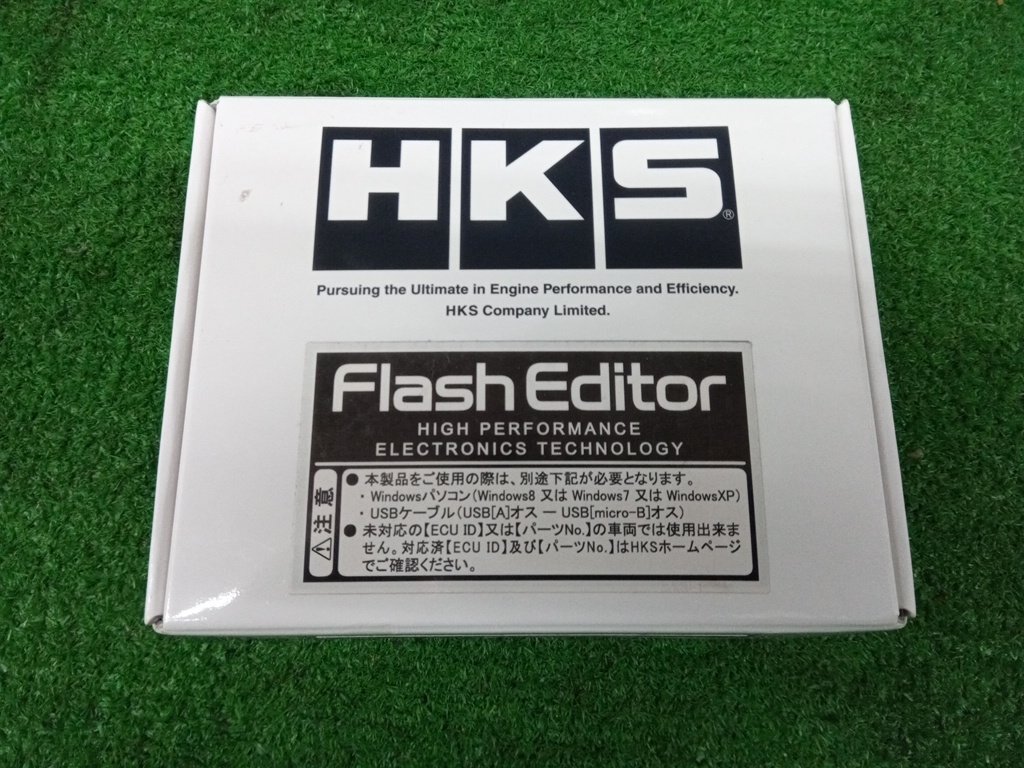 HKS®
Pursuing the Ultimate in Engine Performance and Efficiency.
HKS Company Limited.
Flash Editor
HIGH PERFORMANCE
ELECTRONICS TECHNOLOGY
⚠注意
● 本製品をご使用の際は、別途下記が必要となります。
・Windowsパソコン(Windows8 又は Windows7 又は WindowsXP)
・USBケーブル(USB[A]オス ー USB[micro-B]オス)
● 未対応の【ECU ID】又は【パーツNo.】の車両では使用出来ま
せん。対応済【ECU ID】及び【パーツNo.】はHKSホームページ
でご確認ください。